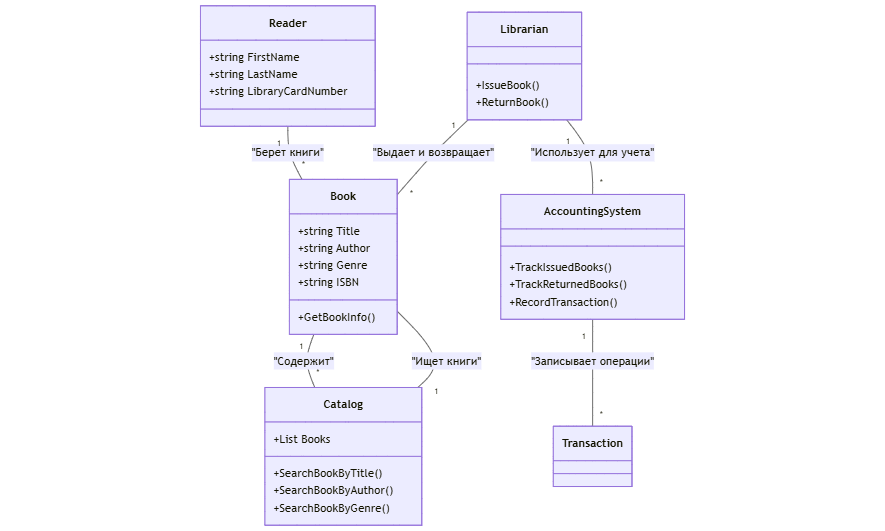 Reader
+string FirstName
+string LastName
+string LibraryCardNumber
Librarian
+IssueBook()
+ReturnBook()
1
"Берет книги"
*
1
"Выдает и возвращает"
*
1
"Использует для учета"
*
Book
+string Title
+string Author
+string Genre
+string ISBN
+GetBookInfo()
AccountingSystem
+TrackIssuedBooks()
+TrackReturnedBooks()
+RecordTransaction()
1
"Содержит"
*
"Ищет книги"
1
1
"Записывает операции"
*
Catalog
+List Books
+SearchBookByTitle()
+SearchBookByAuthor()
+SearchBookByGenre()
Transaction